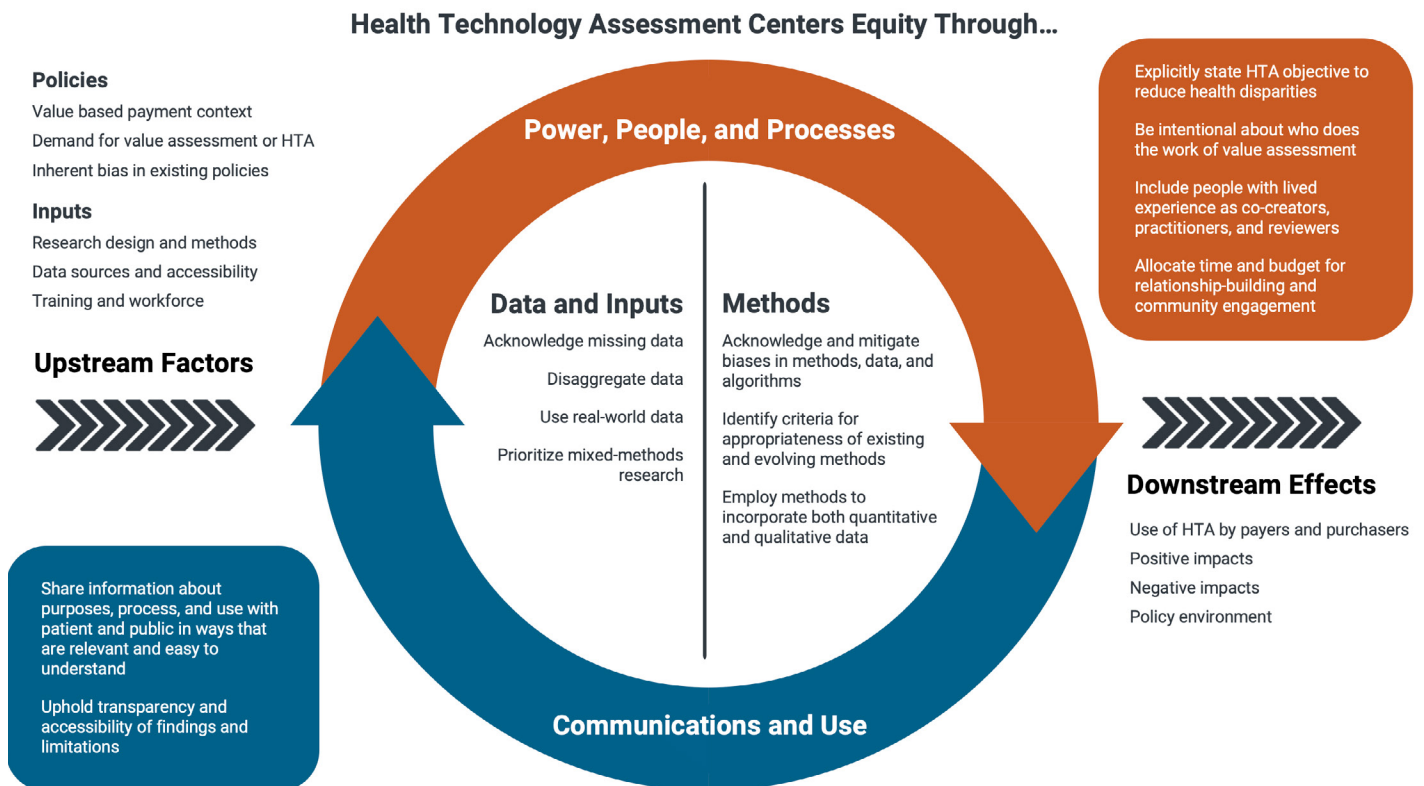 Health Technology Assessment Centers Equity Through...
Policies
Value based payment context
Demand for value assessment or HTA
Inherent bias in existing policies
Inputs
Research design and methods
Data sources and accessibility
Training and workforce
Upstream Factors
Power, People, and Processes
Explicitly state HTA objective to
reduce health disparities
Be intentional about who does
the work of value assessment
Include people with lived
experience as co-creators,
practitioners, and reviewers
Allocate time and budget for
relationship-building and
community engagement
Data and Inputs
Acknowledge missing data
Disaggregate data
Use real-world data
Prioritize mixed-methods
research
Methods
Acknowledge and mitigate
biases in methods, data, and
algorithms
Identify criteria for
appropriateness of existing
and evolving methods
Employ methods to
incorporate both quantitative
and qualitative data
Downstream Effects
Use of HTA by payers and purchasers
Positive impacts
Negative impacts
Policy environment
Share information about
purposes, process, and use with
patient and public in ways that
are relevant and easy to
understand
Uphold transparency and
accessibility of findings and
limitations
Communications and Use